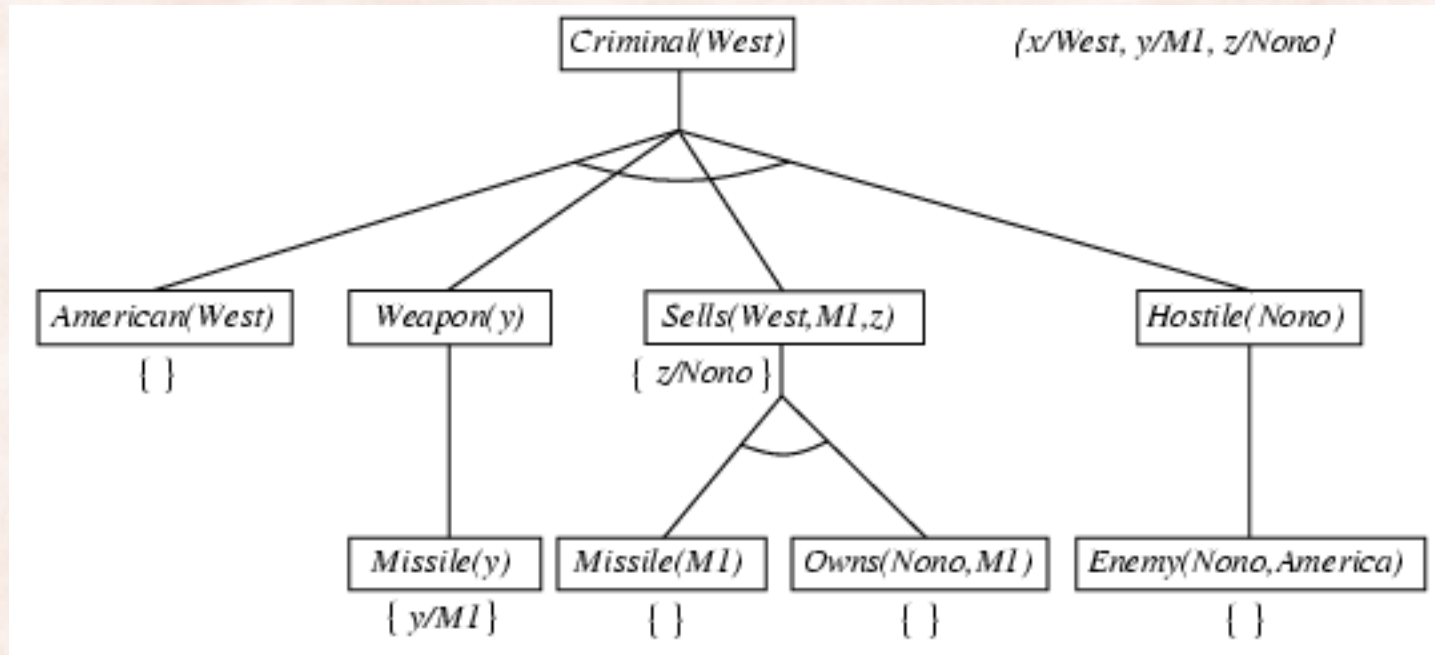 Criminal(West) {x/West, y/M1, z/Nono}
American(West) Weapon(y) Sells(West,M1,z) Hostile(Nono)
{ } { z/Nono }
Missile(y) Missile(M1) Owns(Nono,M1) Enemy(Nono,America)
{ y/M1} { } { } { }